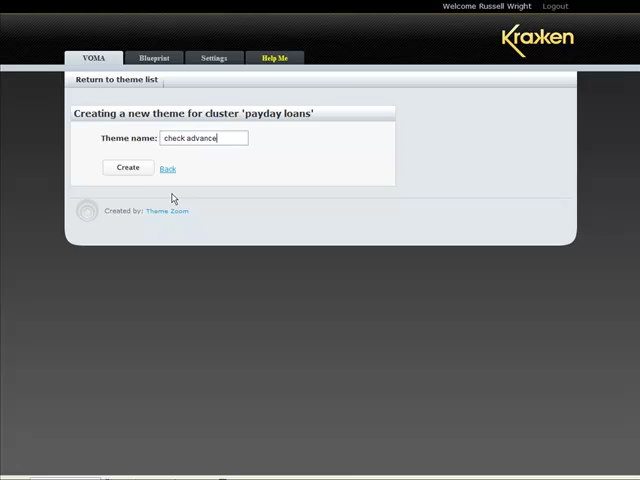 Welcome Russell Wright Logout
Krakken
VOMA Blueprint Settings Help Me
Return to theme list
Creating a new theme for cluster 'payday loans'
Theme name: check advance
Create Back
Created by: Theme Zoom